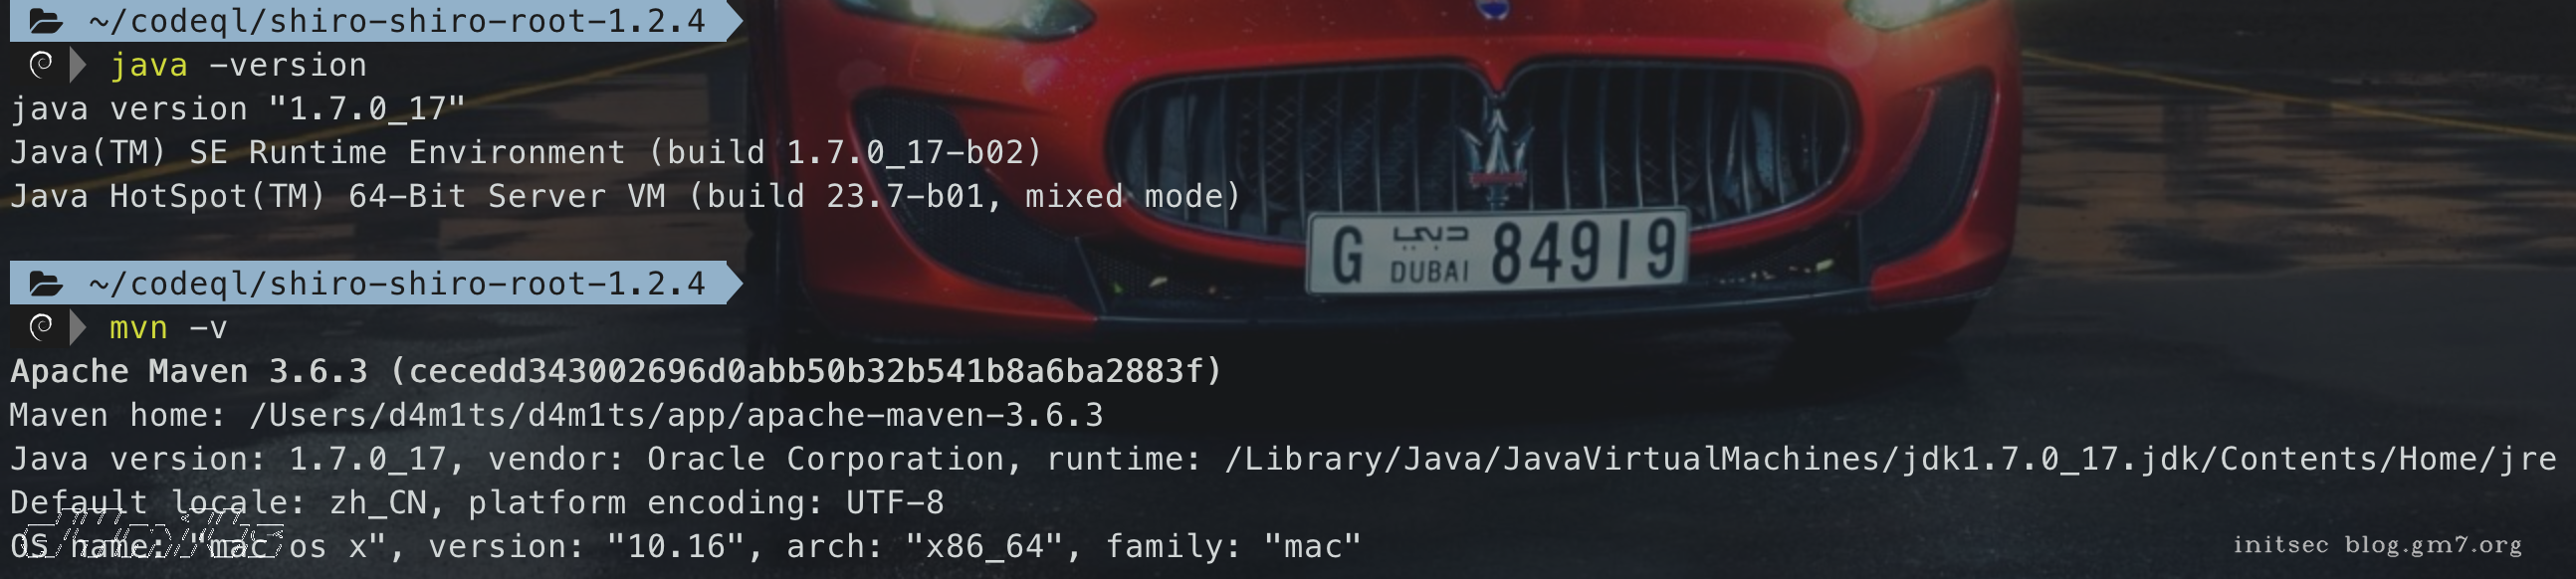 ~/codeql/shiro-shiro-root-1.2.4
java -version
java version "1.7.0_17"
Java(TM) SE Runtime Environment (build 1.7.0_17-b02)
Java HotSpot(TM) 64-Bit Server VM (build 23.7-b01, mixed mode)
G دبي DUBAI 84919
~/codeql/shiro-shiro-root-1.2.4
mvn -v
Apache Maven 3.6.3 (cecedd343002696d0abb50b32b541b8a6ba2883f)
Maven home: /Users/d4m1ts/d4m1ts/app/apache-maven-3.6.3
Java version: 1.7.0_17, vendor: Oracle Corporation, runtime: /Library/Java/JavaVirtualMachines/jdk1.7.0_17.jdk/Contents/Home/jre
Default locale: zh_CN, platform encoding: UTF-8
OS name: "mac os x", version: "10.16", arch: "x86_64", family: "mac"
initsec blog.gm7.org